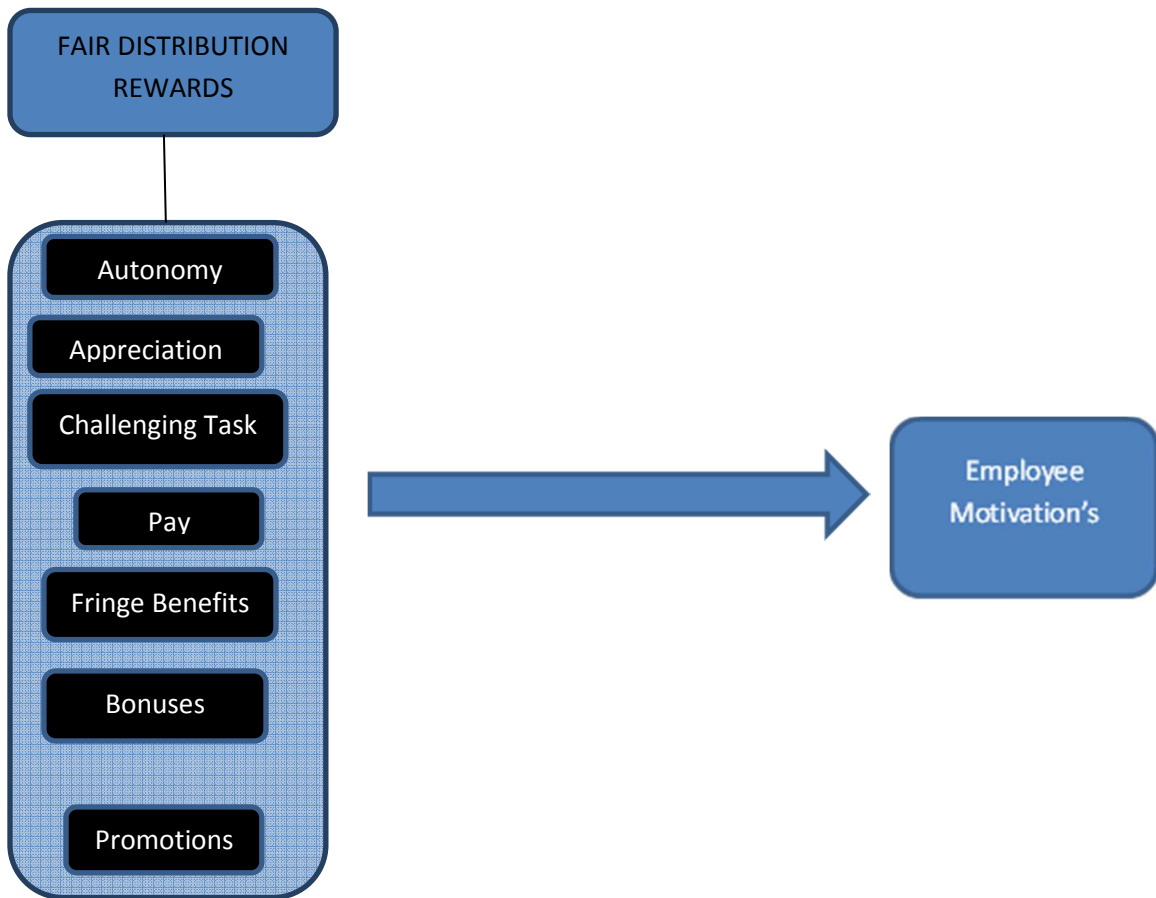 FAIR DISTRIBUTION
REWARDS
Autonomy
Appreciation
Challenging Task
Pay
Fringe Benefits
Bonuses
Promotions
Employee
Motivation's